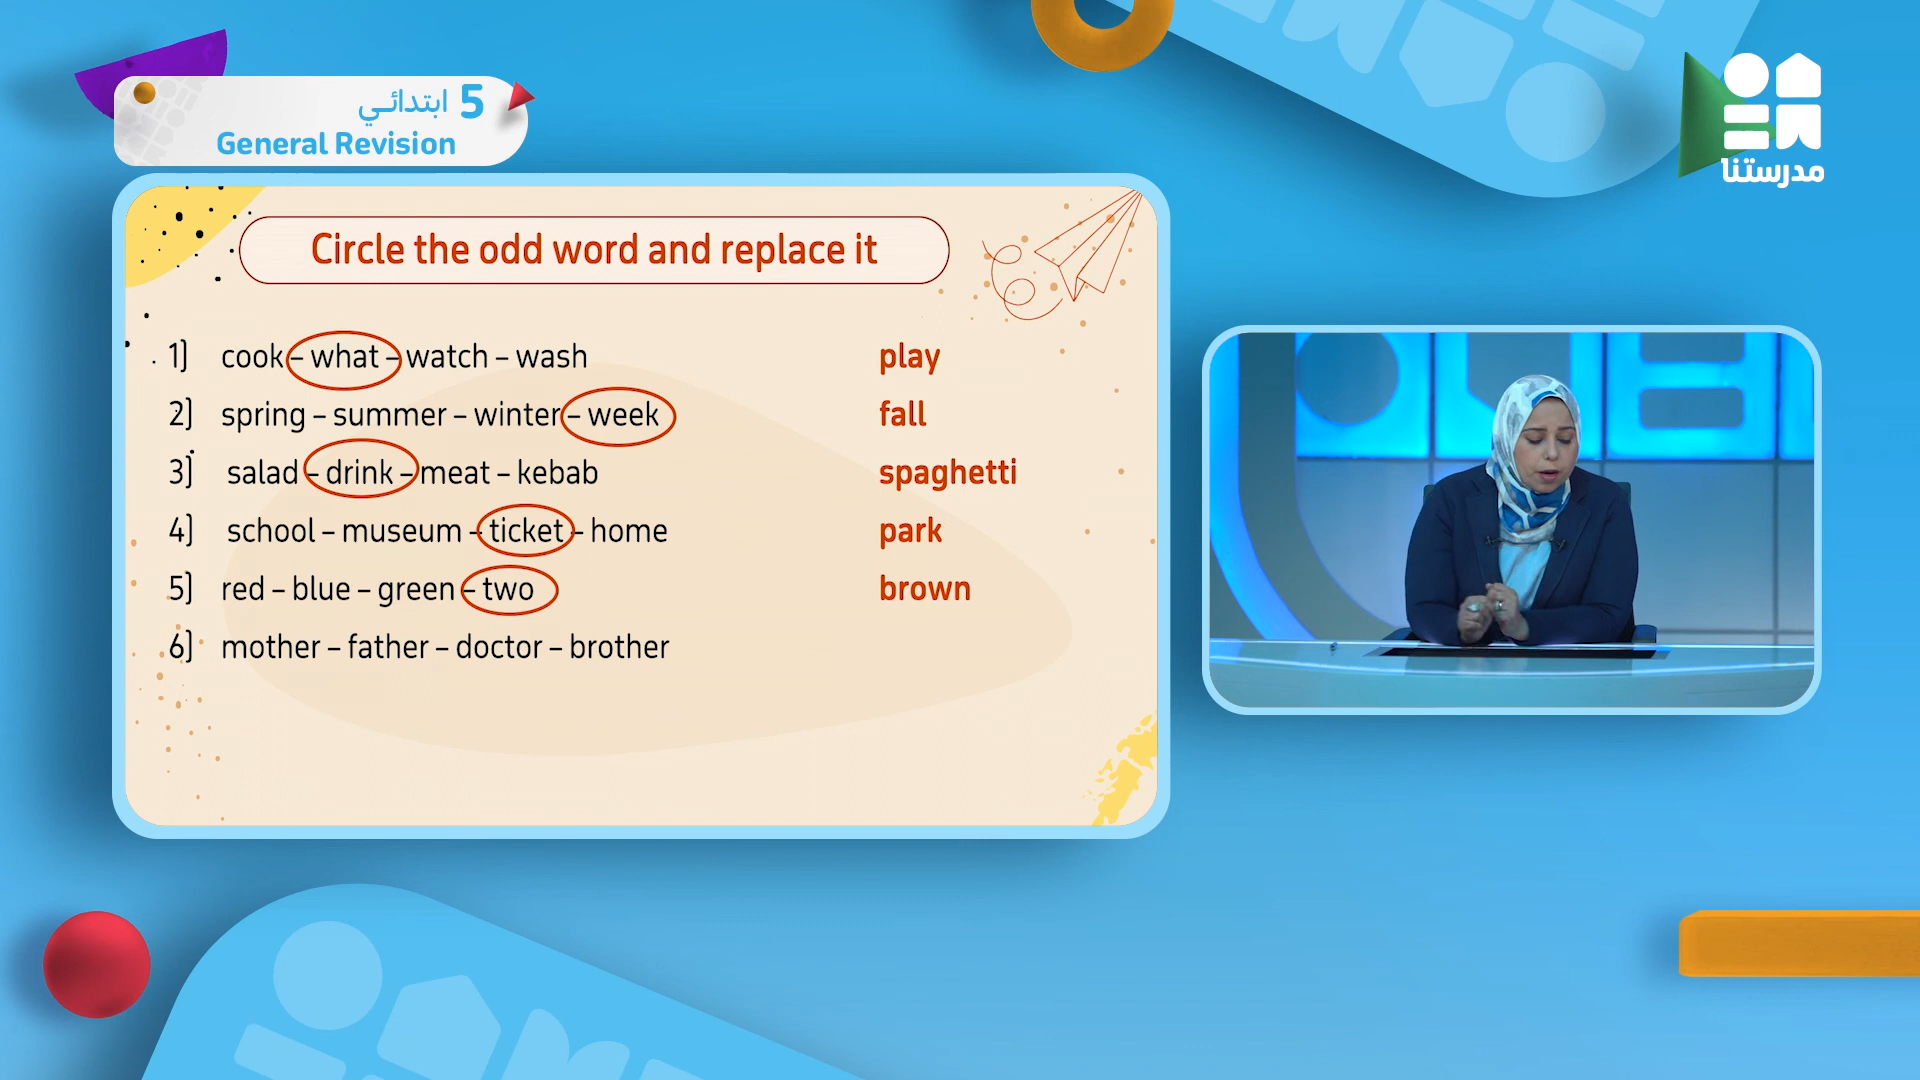 5 ابتدائي
General Revision
مدرستنا
Circle the odd word and replace it
1) cook – what – watch – wash play
2) spring – summer – winter – week fall
3) salad – drink – meat – kebab spaghetti
4) school – museum – ticket – home park
5) red – blue – green – two brown
6) mother – father – doctor – brother